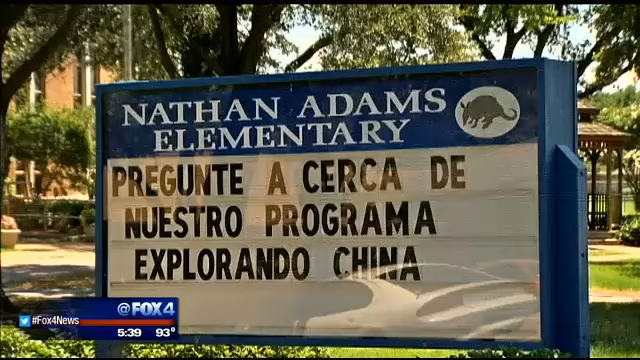 NATHAN ADAMS
ELEMENTARY
PREGUNTE A CERCA DE
NUESTRO PROGRAMA
EXPLORANDO CHINA
@FOX4
#Fox4News
5:39 93°